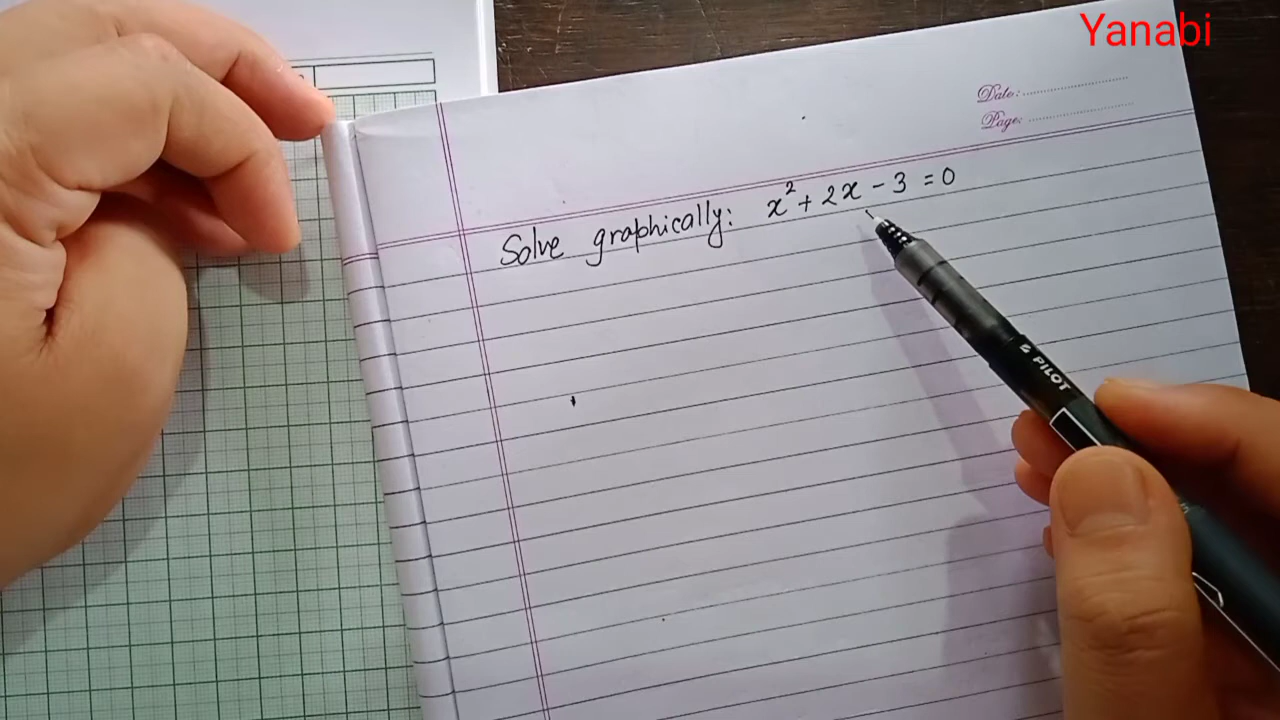 Yanabi
Date:
Page:
Solve graphically: x² + 2x - 3 = 0
PILOT